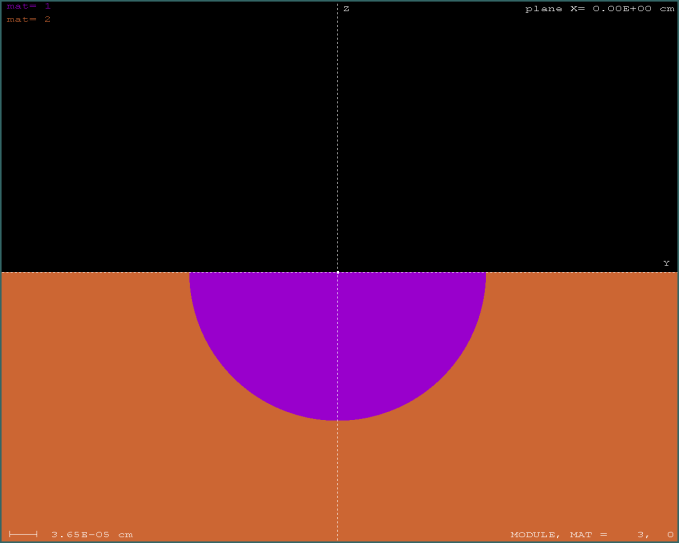 mat= 1
mat= 2
Z
plane X= 0.00E+00 cm
Y
3.65E-05 cm
MODULE, MAT = 3, 0